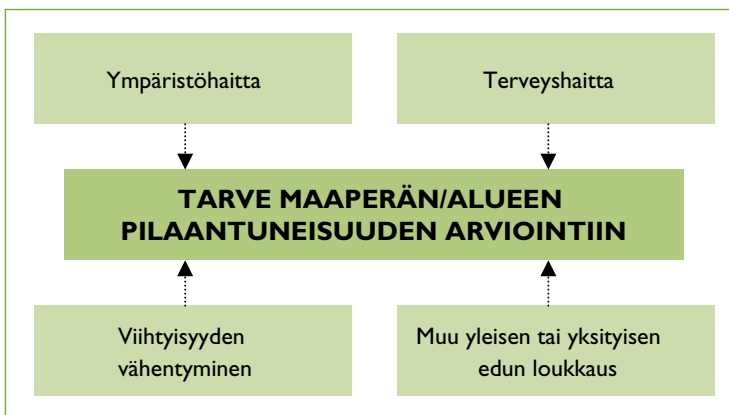 Ympäristöhaitta
Terveyshaitta
TARVE MAAPERÄN/ALUEEN
PILAANTUNEISUUDEN ARVIOINTIIN
Viihtyisyyden
vähentyminen
Muu yleisen tai yksityisen
edun loukkaus